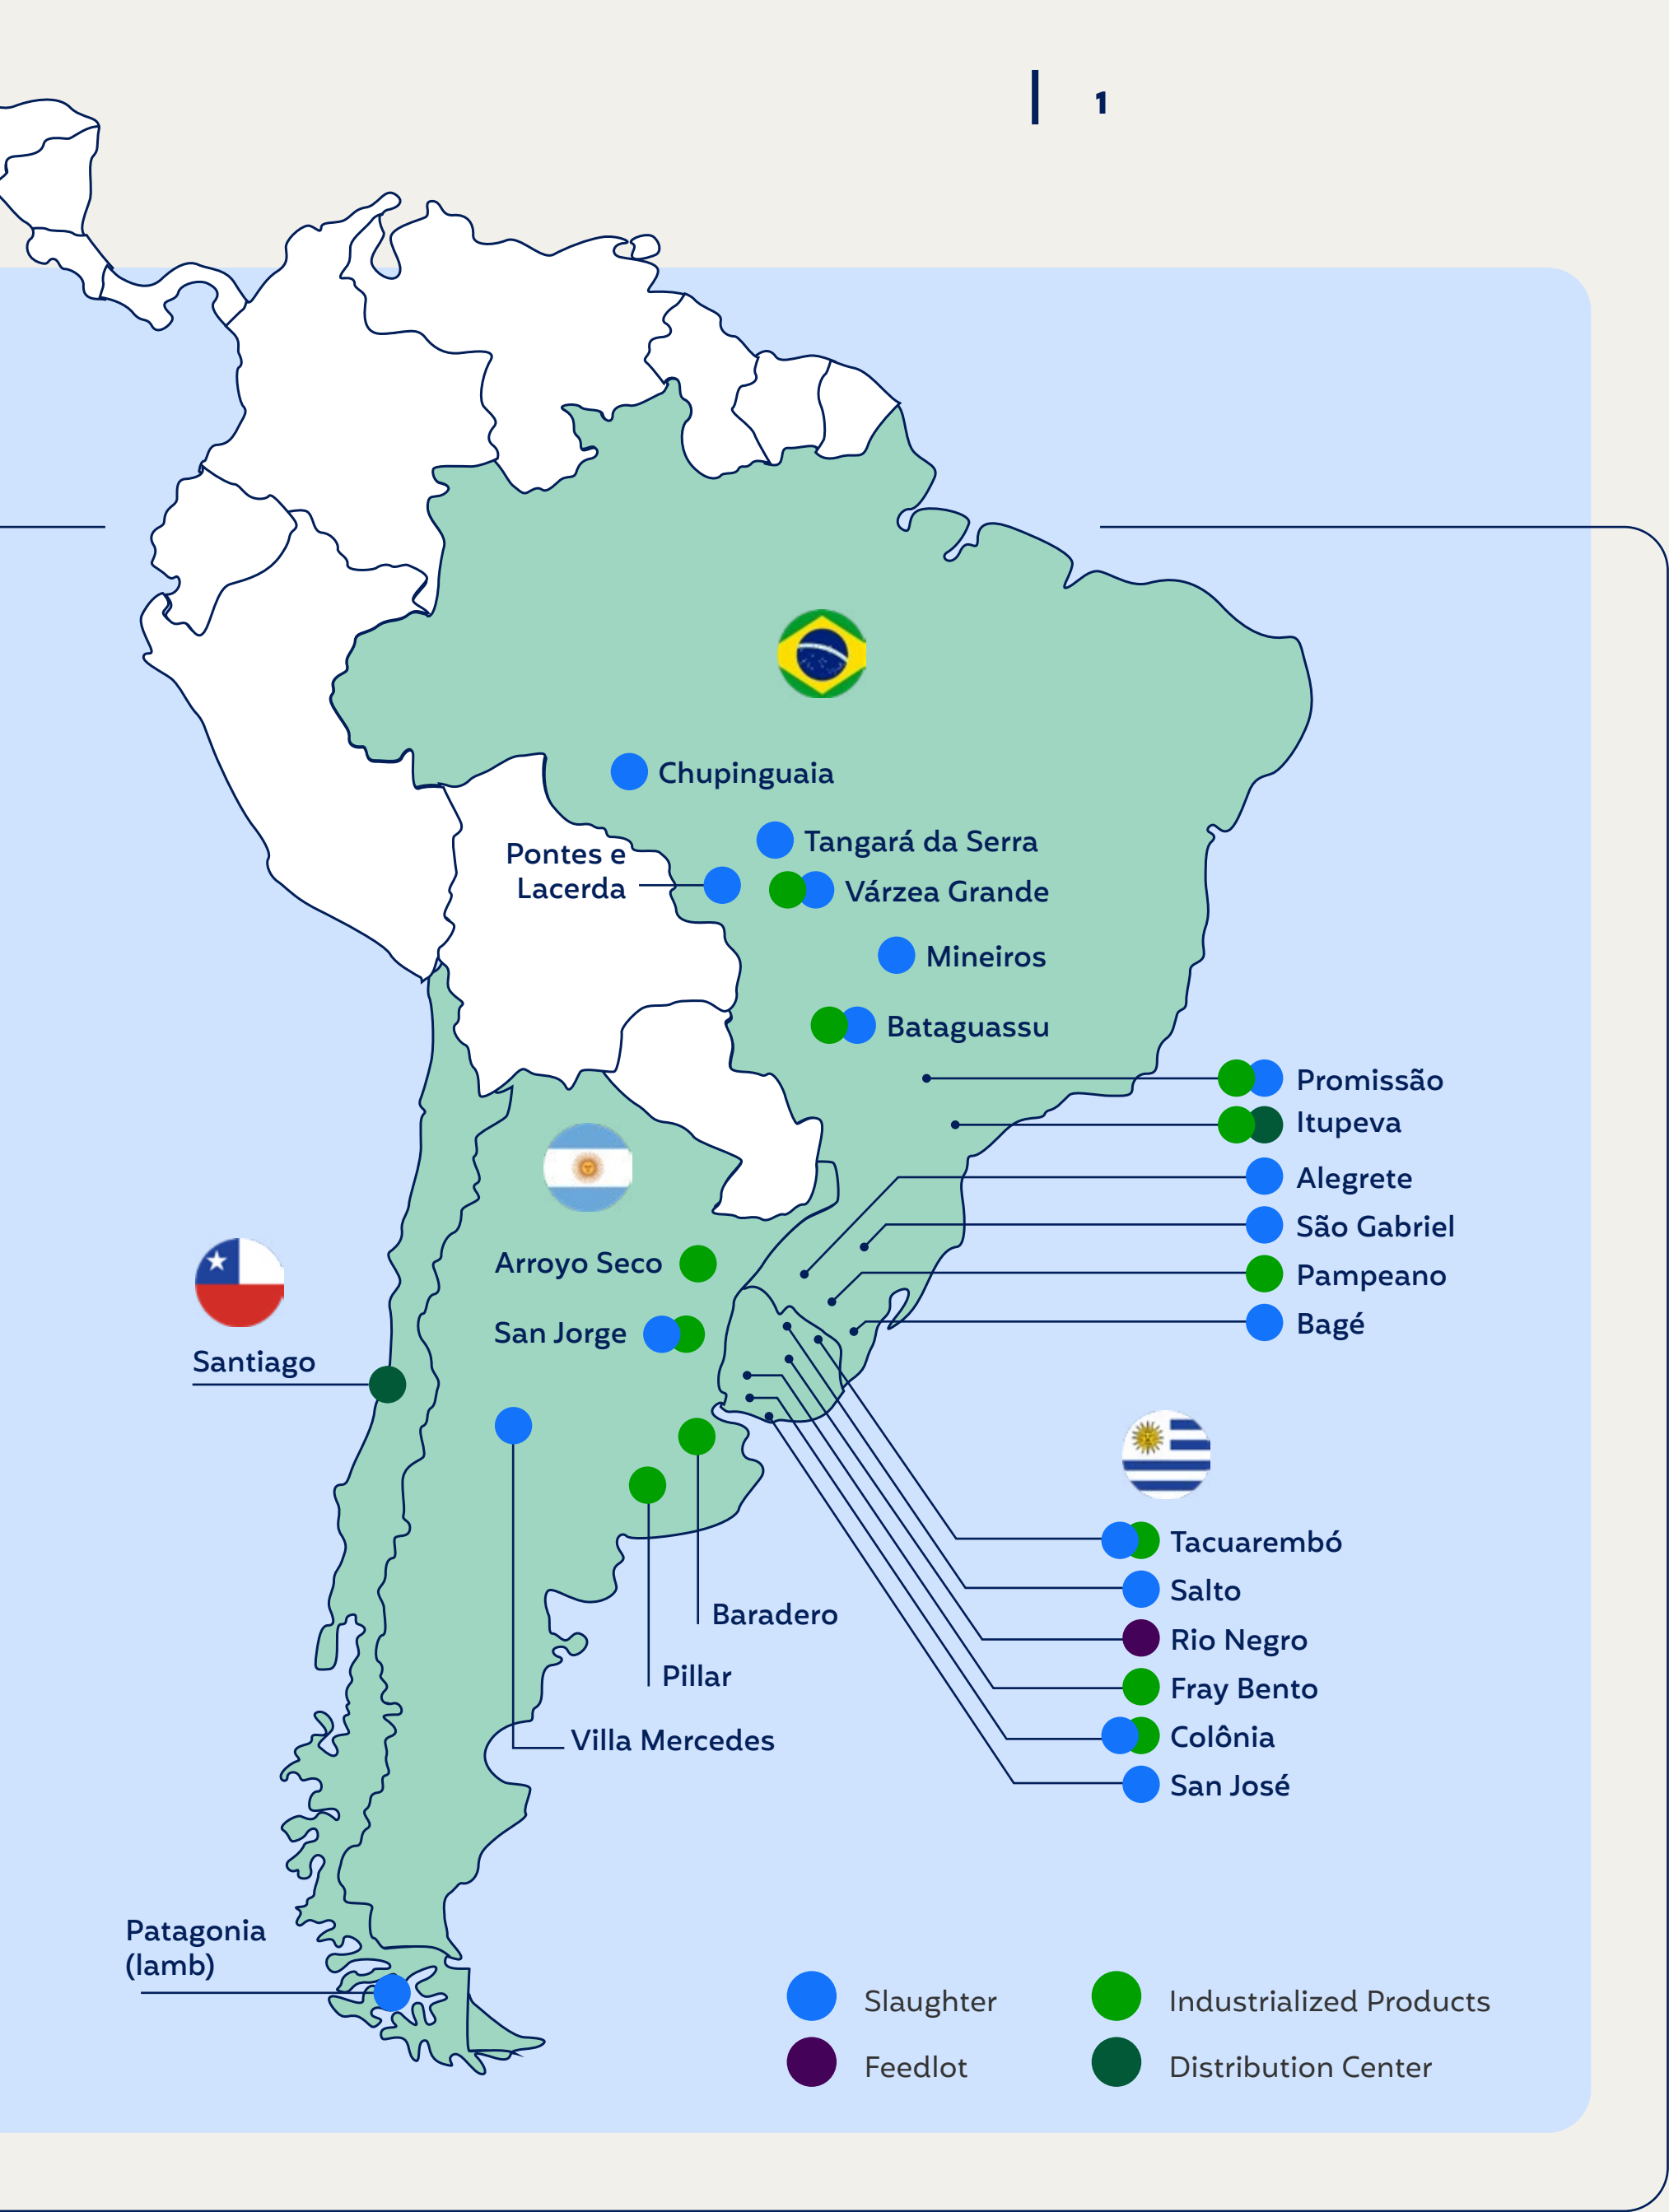 1
Chupinguaia
Tangará da Serra
Pontes e
Lacerda
Várzea Grande
Mineiros
Bataguassu
Promissão
Itupeva
Alegrete
São Gabriel
Pampeano
Bagé
Arroyo Seco
San Jorge
Santiago
Baradero
Pillar
Villa Mercedes
Tacuarembó
Salto
Rio Negro
Fray Bento
Colônia
San José
Patagonia
(lamb)
Slaughter
Industrialized Products
Feedlot
Distribution Center